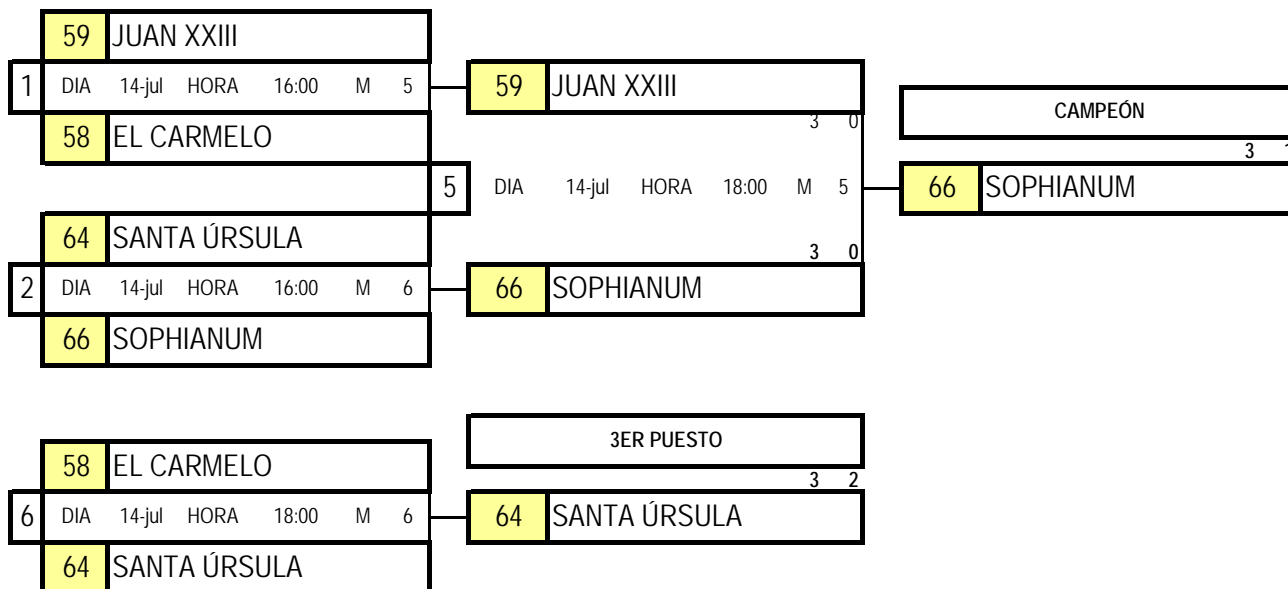 59 JUAN XXIII
1 DIA 14-jul HORA 16:00 M 5
58 EL CARMELO
59 JUAN XXIII
3 0
5 DIA 14-jul HORA 18:00 M 5
64 SANTA ÚRSULA
2 DIA 14-jul HORA 16:00 M 6
66 SOPHIANUM
3 0
66 SOPHIANUM
CAMPEÓN
3 1
66 SOPHIANUM
58 EL CARMELO
6 DIA 14-jul HORA 18:00 M 6
64 SANTA ÚRSULA
3ER PUESTO
3 2
64 SANTA ÚRSULA